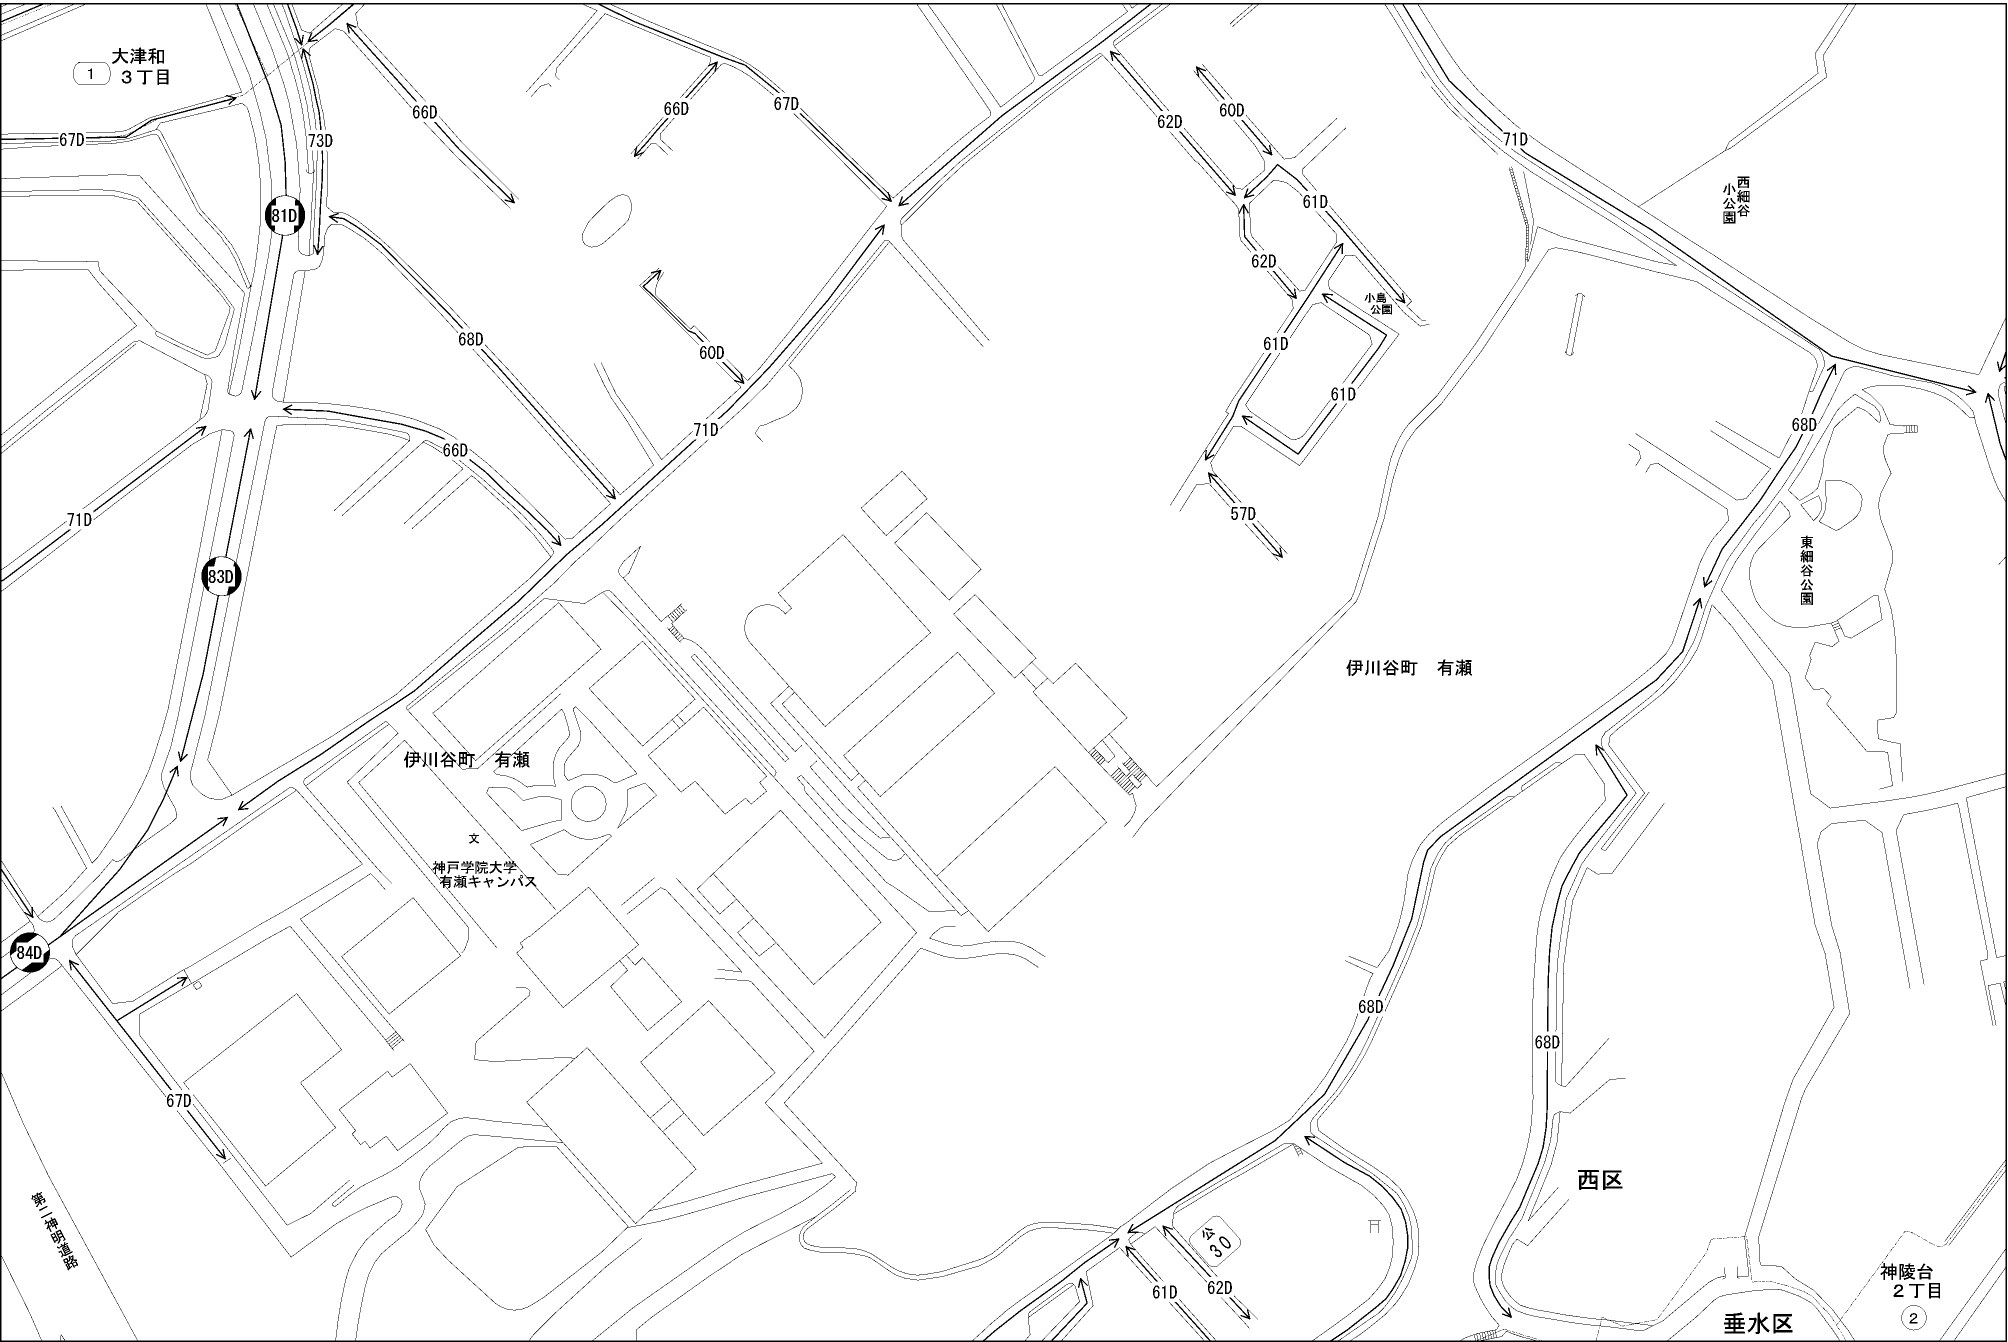 大津和
1
３丁目
66D
66D
67D
62D
60D
71D
67D
73D
西細谷
小公園
81D
61D
62D
小島
公園
68D
60D
61D
61D
68D
71D
66D
57D
71D
東細谷公園
83D
伊川谷町　有瀬
伊川谷町　有瀬
文
神戸学院大学
有瀬キャンパス
84D
68D
68D
67D
第二神明道路
西区
公
30
神陵台
２丁目
2
61D
62D
垂水区